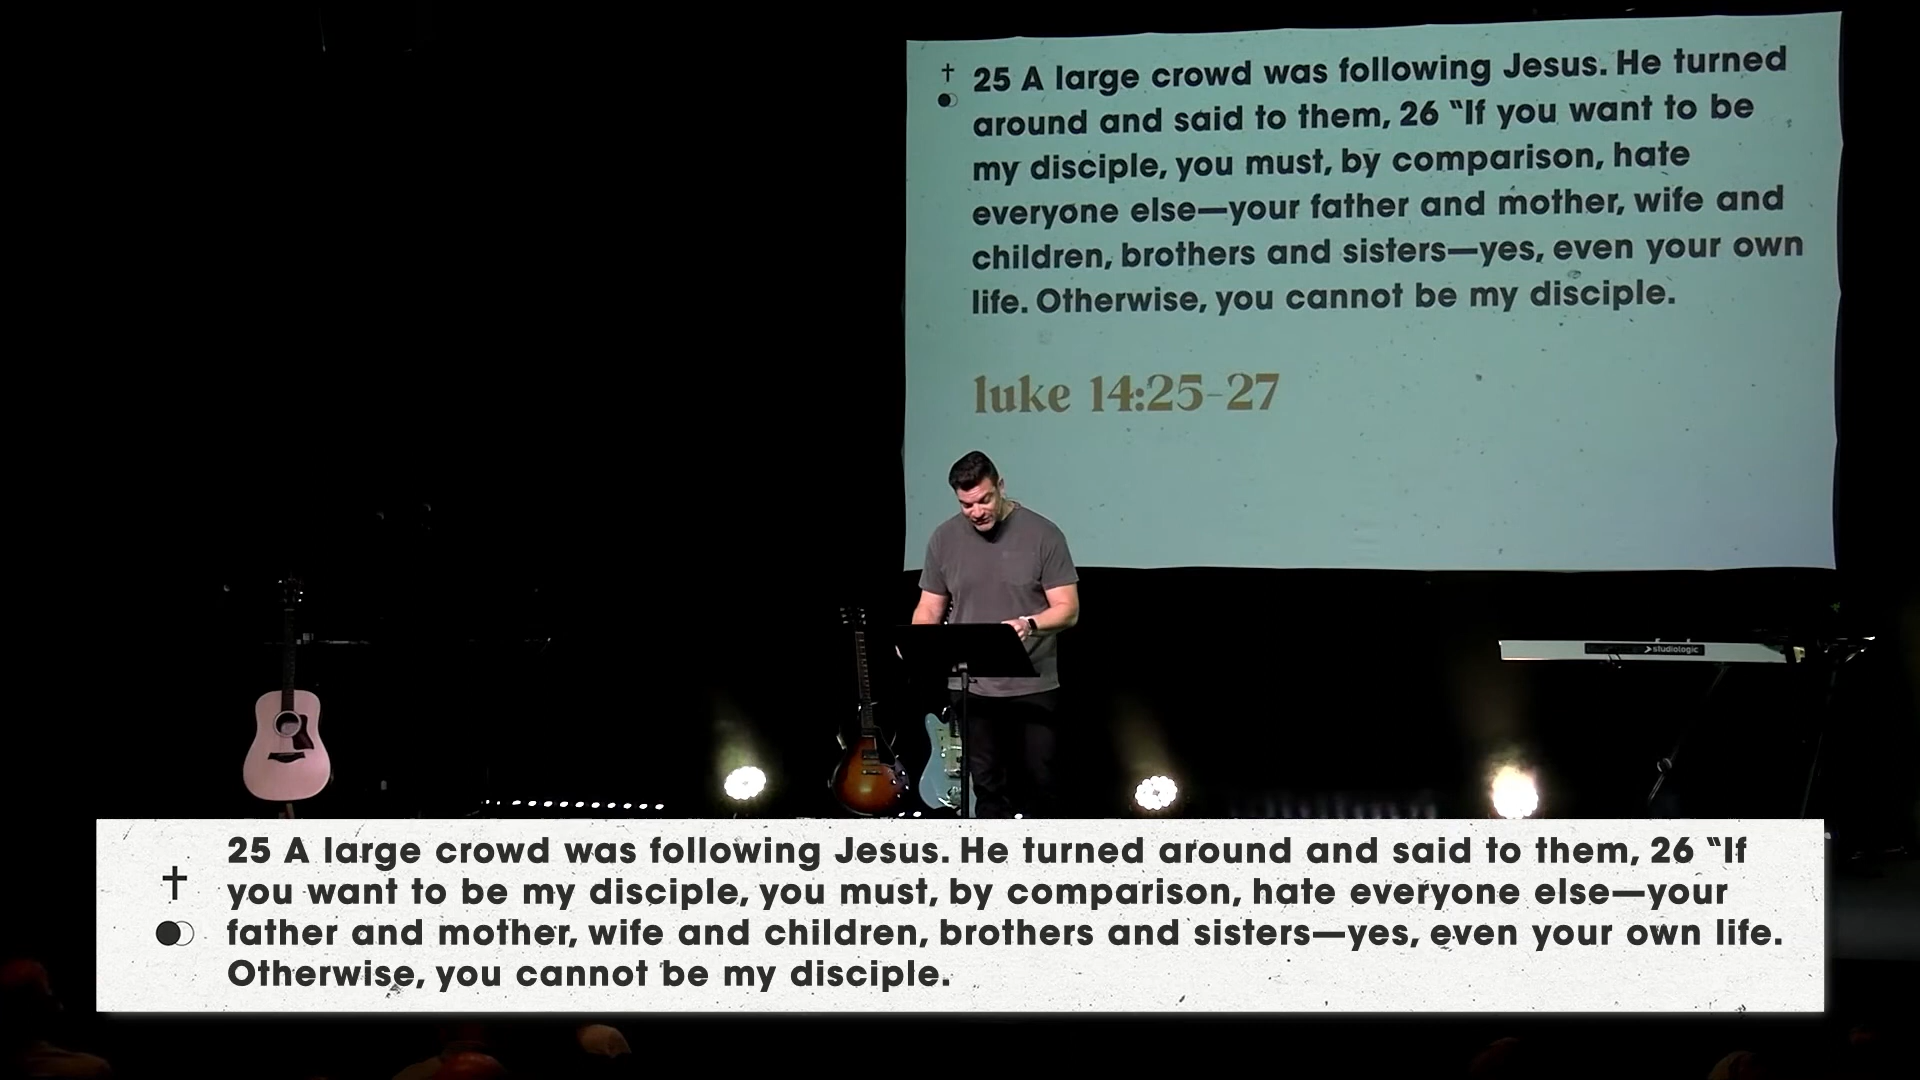 25 A large crowd was following Jesus. He turned
around and said to them, 26 “If you want to be
my disciple, you must, by comparison, hate
everyone else—your father and mother, wife and
children, brothers and sisters—yes, even your own
life. Otherwise, you cannot be my disciple.
luke 14:25-27
studiologic
25 A large crowd was following Jesus. He turned around and said to them, 26 “If
you want to be my disciple, you must, by comparison, hate everyone else—your
father and mother, wife and children, brothers and sisters—yes, even your own life.
Otherwise, you cannot be my disciple.